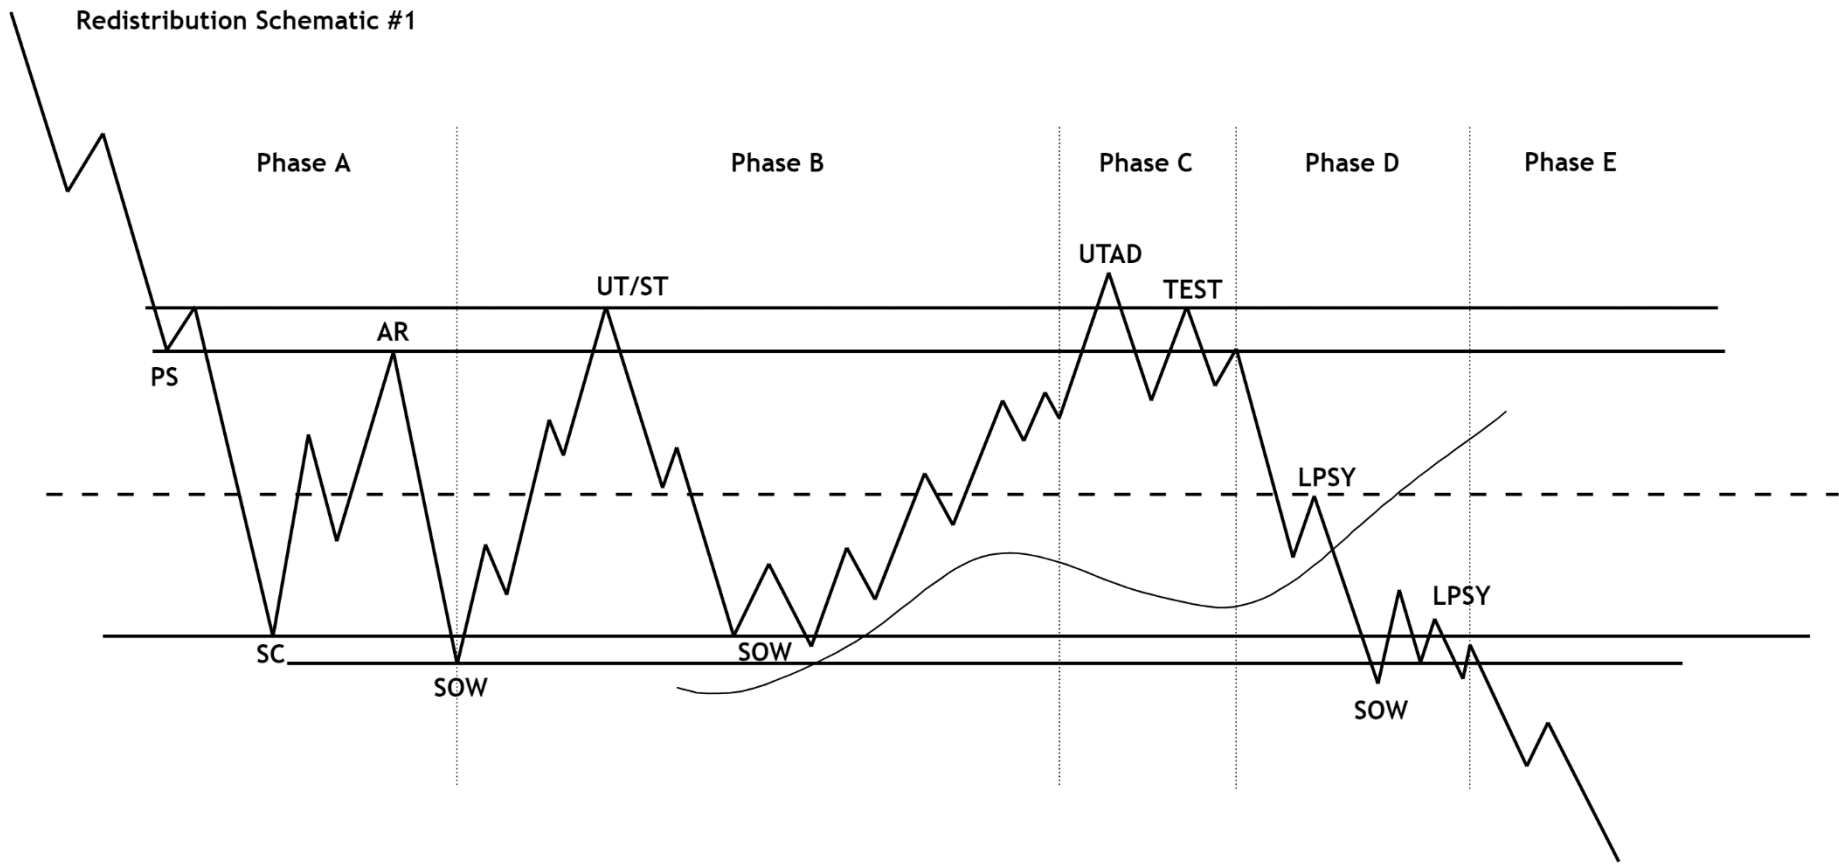 Redistribution Schematic #1
Phase A
Phase B
Phase C
Phase D
Phase E
UTAD
UT/ST
TEST
AR
PS
LPSY
LPSY
SC
SOW
SOW
SOW